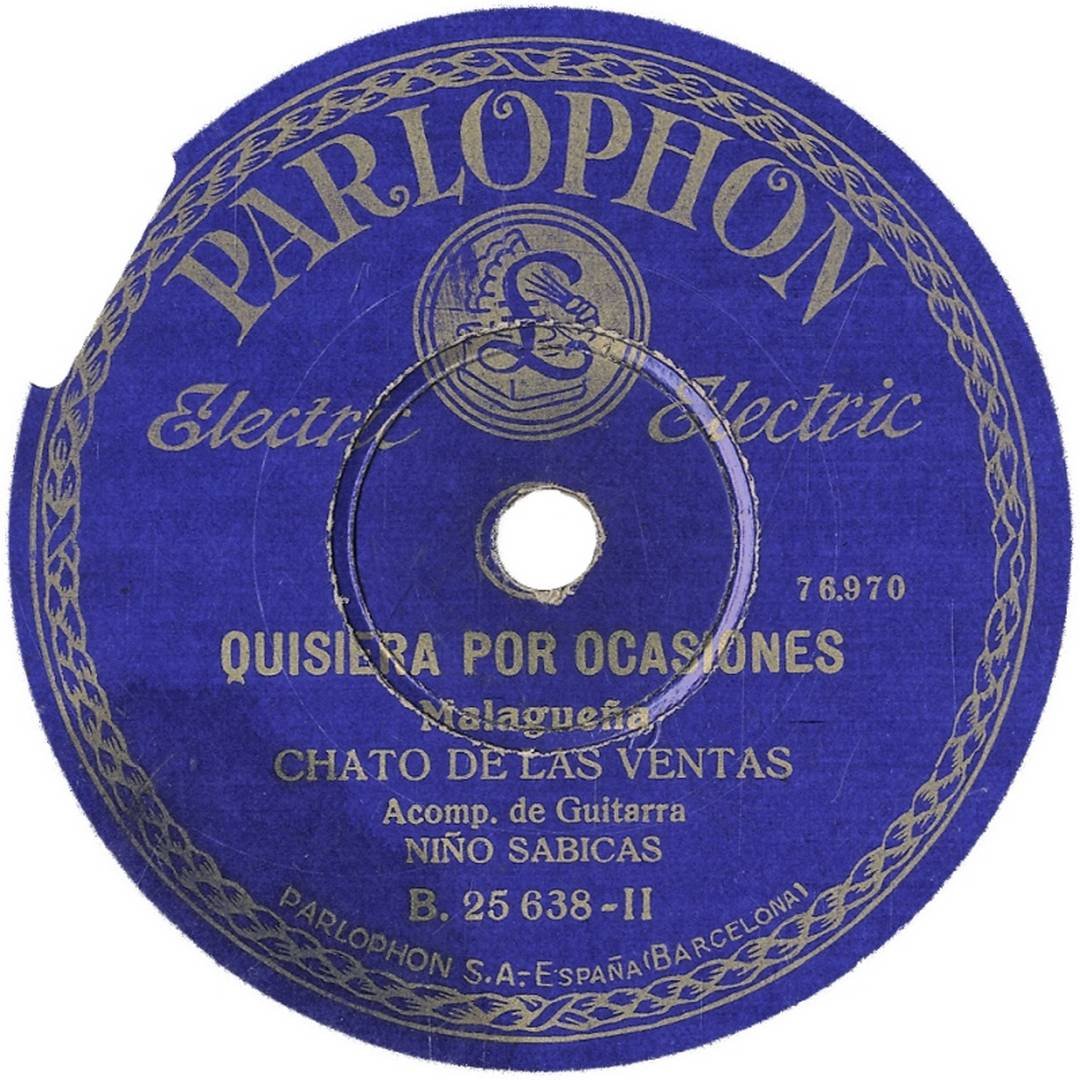 PARLOPHON
£
Electric Electric
76.970
QUISIERA POR OCASIONES
Malagueña
CHATO DE LAS VENTAS
Acomp. de Guitarra
NIÑO SABICAS
B. 25 638-II
PARLOPHON S.A.-ESPAÑA (BARCELONA)